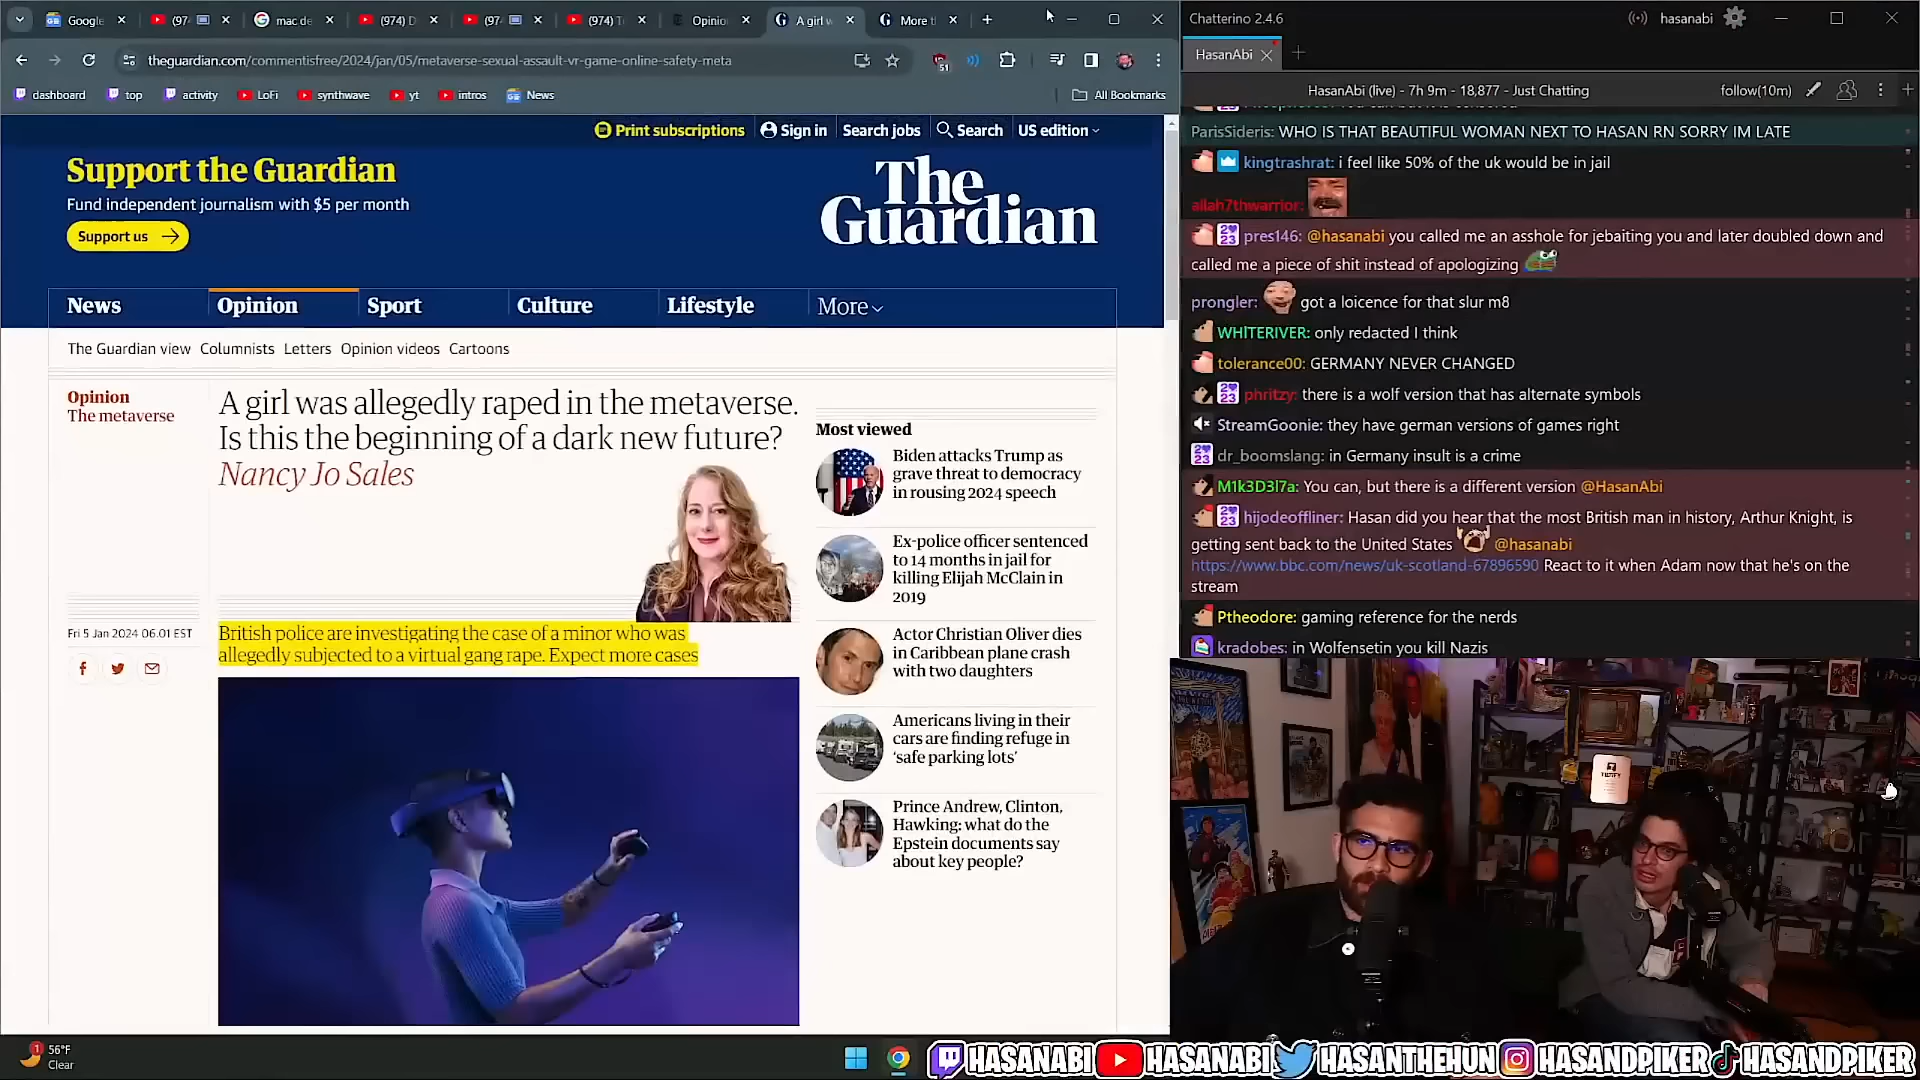 Google
(97
mac de
(974) D
(97
(974) T
Opinio
A girl w
More t
theguardian.com/commentisfree/2024/jan/05/metaverse-sexual-assault-vr-game-online-safety-meta
51
dashboard
top
activity
LoFi
synthwave
yt
intros
News
All Bookmarks
Print subscriptions
Sign in
Search jobs
Search
US edition
Support the Guardian
Fund independent journalism with $5 per month
Support us
The
Guardian
News
Opinion
Sport
Culture
Lifestyle
More
The Guardian view
Columnists
Letters
Opinion videos
Cartoons
Opinion
The metaverse
A girl was allegedly raped in the metaverse.
Is this the beginning of a dark new future?
Nancy Jo Sales
Fri 5 Jan 2024 06.01 EST
British police are investigating the case of a minor who was
allegedly subjected to a virtual gang rape. Expect more cases
Most viewed
Biden attacks Trump as
grave threat to democracy
in rousing 2024 speech
Ex-police officer sentenced
to 14 months in jail for
killing Elijah McClain in
2019
Actor Christian Oliver dies
in Caribbean plane crash
with two daughters
Americans living in their
cars are finding refuge in
‘safe parking lots’
Prince Andrew, Clinton,
Hawking: what do the
Epstein documents say
about key people?
Chatterino 2.4.6
hasanabi
HasanAbi
HasanAbi (live) - 7h 9m - 18,877 - Just Chatting
follow(10m)
ParisSideris: WHO IS THAT BEAUTIFUL WOMAN NEXT TO HASAN RN SORRY IM LATE
kingtrashrat: i feel like 50% of the uk would be in jail
allah7thwarrior:
pres146: @hasanabi you called me an asshole for jebaiting you and later doubled down and
called me a piece of shit instead of apologizing
prongler: got a loicence for that slur m8
WHITERIVER: only redacted I think
tolerance00: GERMANY NEVER CHANGED
phritzy: there is a wolf version that has alternate symbols
StreamGoonie: they have german versions of games right
dr_boomslang: in Germany insult is a crime
M1k3D3l7a: You can, but there is a different version @HasanAbi
hijodeoffliner: Hasan did you hear that the most British man in history, Arthur Knight, is
getting sent back to the United States @hasanabi
https://www.bbc.com/news/uk-scotland-67896590 React to it when Adam now that he's on the
stream
Ptheodore: gaming reference for the nerds
kradobes: in Wolfensetin you kill Nazis
1
56°F
Clear
HASANABI
HASANABI
HASANTHEHUN
HASANDPIKER
HASANDPIKER